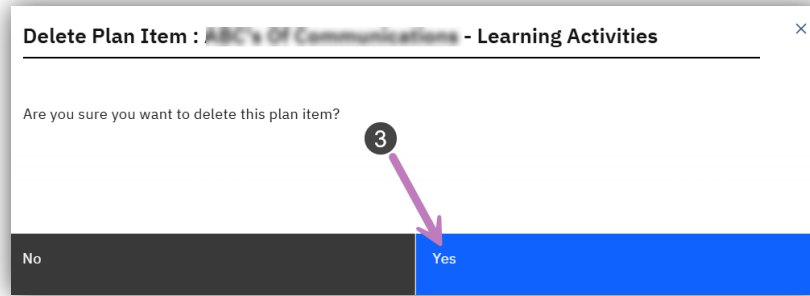 Delete Plan Item : - Learning Activities
Are you sure you want to delete this plan item?
3
No
Yes